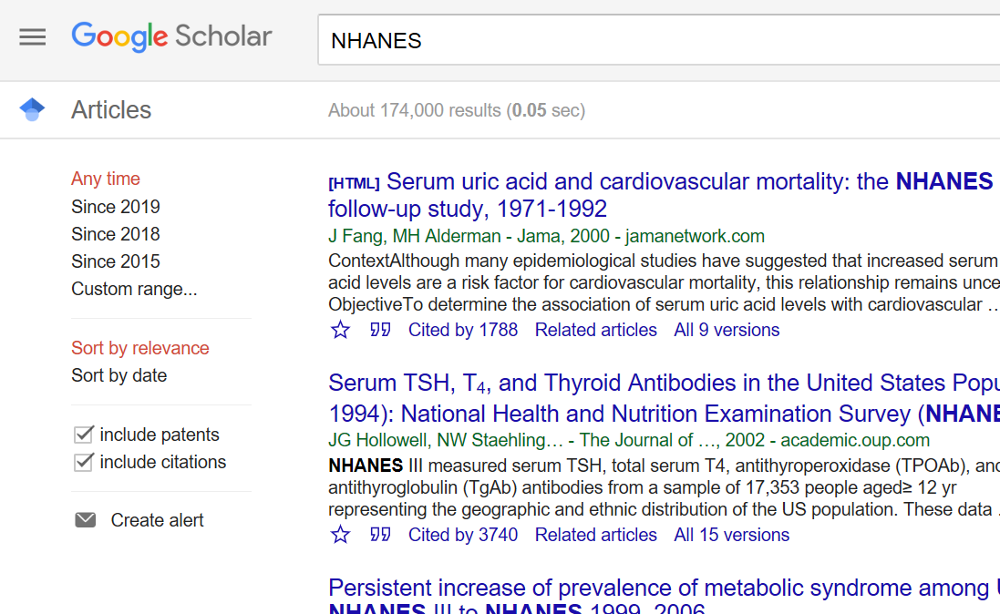 Google Scholar
NHANES
Articles
About 174,000 results (0.05 sec)
Any time
Since 2019
Since 2018
Since 2015
Custom range...
Sort by relevance
Sort by date
include patents
include citations
Create alert
[HTML] Serum uric acid and cardiovascular mortality: the NHANES
follow-up study, 1971-1992
J Fang, MH Alderman - Jama, 2000 - jamanetwork.com
ContextAlthough many epidemiological studies have suggested that increased serum
acid levels are a risk factor for cardiovascular mortality, this relationship remains unce
ObjectiveTo determine the association of serum uric acid levels with cardiovascular …
Cited by 1788 Related articles All 9 versions
Serum TSH, T4, and Thyroid Antibodies in the United States Popu
1994): National Health and Nutrition Examination Survey (NHANE
JG Hollowell, NW Staehling… - The Journal of …, 2002 - academic.oup.com
NHANES III measured serum TSH, total serum T4, antithyroperoxidase (TPOAb), and
antithyroglobulin (TgAb) antibodies from a sample of 17,353 people aged≥ 12 yr
representing the geographic and ethnic distribution of the US population. These data
Cited by 3740 Related articles All 15 versions
Persistent increase of prevalence of metabolic syndrome among U
NHANES III to NHANES 1999–2006